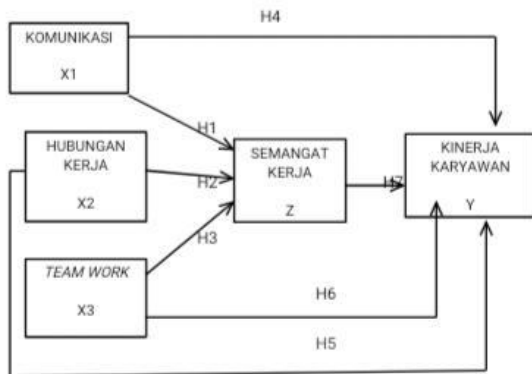 KOMUNIKASI
X1
H4
H1
HUBUNGAN
KERJA
X2
H2
SEMANGAT
KERJA
Z
H7
KINERJA
KARYAWAN
Y
H3
TEAM WORK
X3
H6
H5